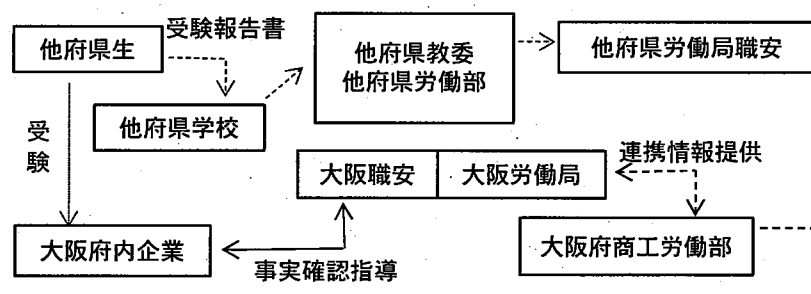 他府県生
受験報告書
他府県学校
他府県教委
他府県労働部
他府県労働局職安
受験
大阪職安
大阪労働局
連携情報提供
大阪府内企業
事実確認指導
大阪府商工労働部